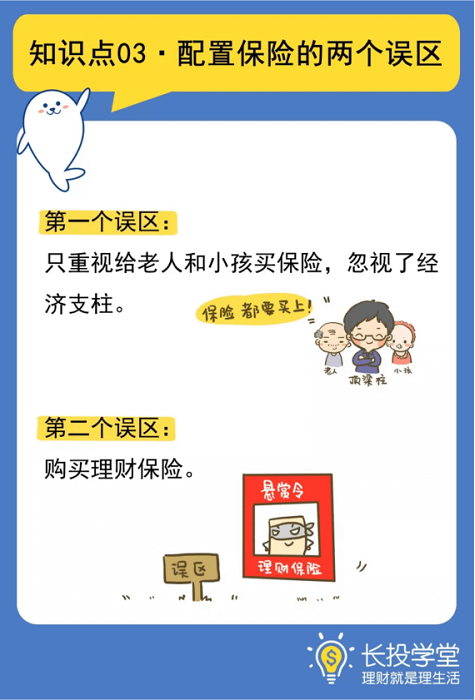 知识点03·配置保险的两个误区
第一个误区：
只重视给老人和小孩买保险，忽视了经
济支柱。
保险都要买上！
老人
顶梁柱
小孩
第二个误区：
购买理财保险。
悬赏令
理财保险
误区
长投学堂
理财就是理生活